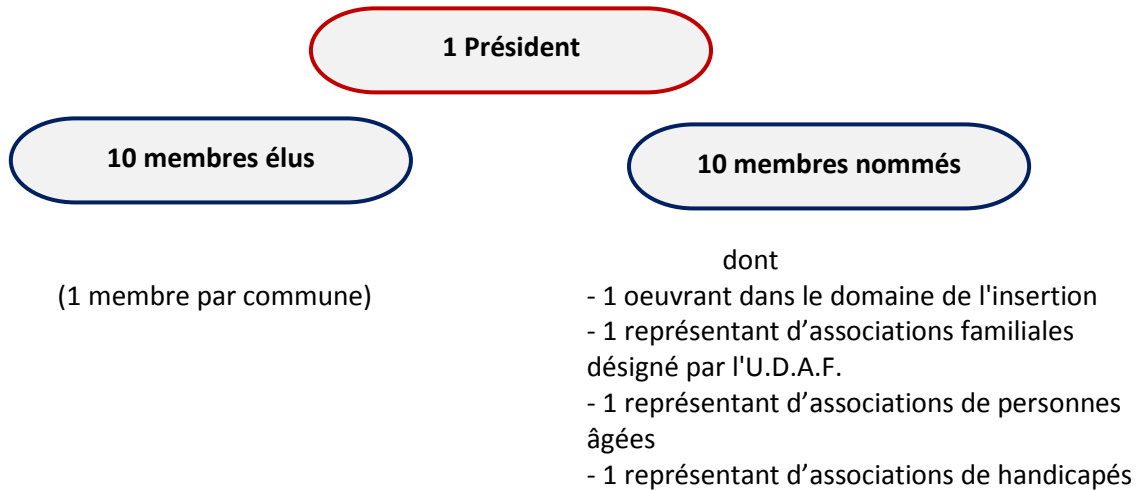 1 Président
10 membres élus
10 membres nommés
(1 membre par commune)
dont
- 1 oeuvrant dans le domaine de l'insertion
- 1 représentant d’associations familiales
désigné par l'U.D.A.F.
- 1 représentant d’associations de personnes
âgées
- 1 représentant d’associations de handicapés